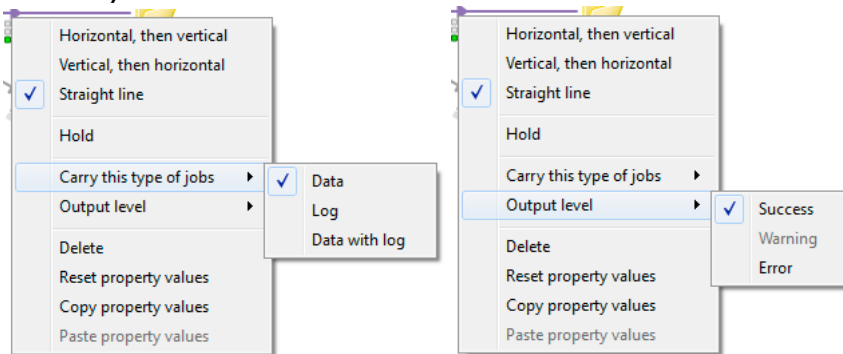 Horizontal, then vertical
Vertical, then horizontal
Straight line
Hold
Carry this type of jobs
Output level
Delete
Reset property values
Copy property values
Paste property values
Data
Log
Data with log
Horizontal, then vertical
Vertical, then horizontal
Straight line
Hold
Carry this type of jobs
Output level
Delete
Reset property values
Copy property values
Paste property values
Success
Warning
Error